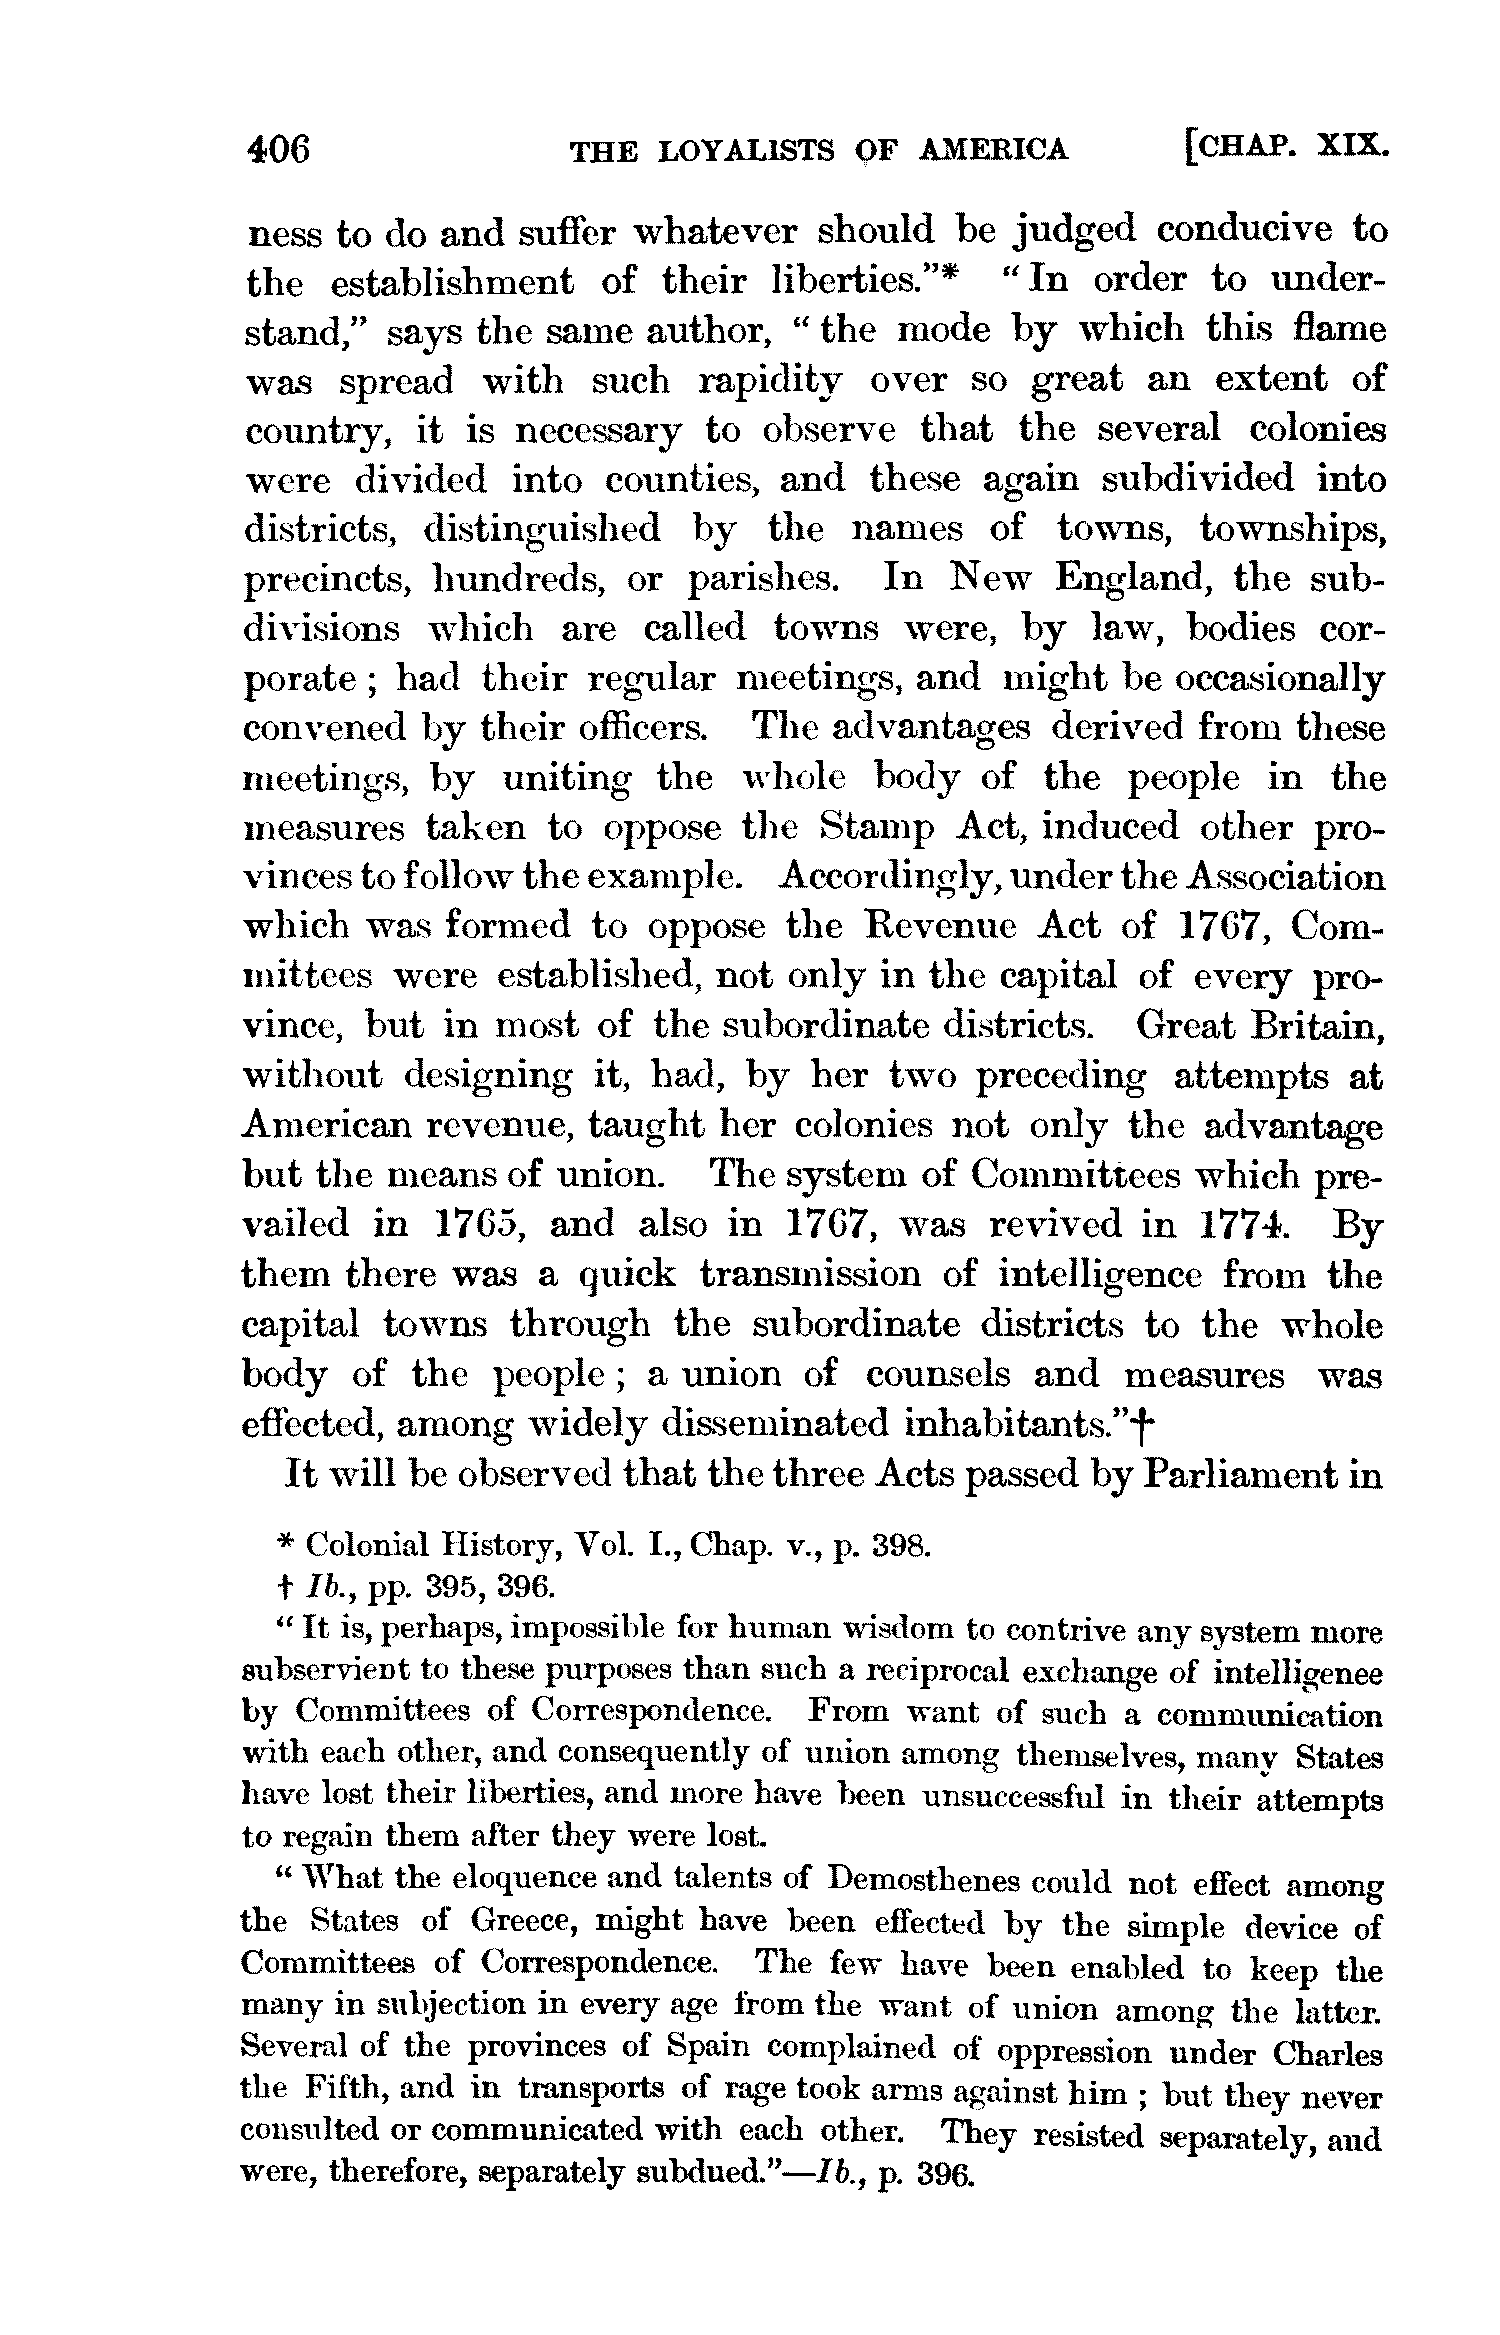 406 THE LOYALISTS OF AMERICA [CHAP. XIX.
ness to do and suffer whatever should be judged conducive to
the establishment of their liberties."* "In order to under-
stand," says the same author, "the mode by which this flame
was spread with such rapidity over so great an extent of
country, it is necessary to observe that the several colonies
were divided into counties, and these again subdivided into
districts, distinguished by the names of towns, townships,
precincts, hundreds, or parishes. In New England, the sub-
divisions which are called towns were, by law, bodies cor-
porate; had their regular meetings, and might be occasionally
convened by their officers. The advantages derived from these
meetings, by uniting the whole body of the people in the
measures taken to oppose the Stamp Act, induced other pro-
vinces to follow the example. Accordingly, under the Association
which was formed to oppose the Revenue Act of 1767, Com-
mittees were established, not only in the capital of every pro-
vince, but in most of the subordinate districts. Great Britain,
without designing it, had, by her two preceding attempts at
American revenue, taught her colonies not only the advantage
but the means of union. The system of Committees which pre-
vailed in 1765, and also in 1767, was revived in 1774. By
them there was a quick transmission of intelligence from the
capital towns through the subordinate districts to the whole
body of the people; a union of counsels and measures was
effected, among widely disseminated inhabitants."†
It will be observed that the three Acts passed by Parliament in
* Colonial History, Vol. I., Chap. v., p. 398.
† Ib., pp. 395, 396.
"It is, perhaps, impossible for human wisdom to contrive any system more
subservient to these purposes than such a reciprocal exchange of intelligenee
by Committees of Correspondence. From want of such a communication
with each other, and consequently of union among themselves, many States
have lost their liberties, and more have been unsuccessful in their attempts
to regain them after they were lost.
"What the eloquence and talents of Demosthenes could not effect among
the States of Greece, might have been effected by the simple device of
Committees of Correspondence. The few have been enabled to keep the
many in subjection in every age from the want of union among the latter.
Several of the provinces of Spain complained of oppression under Charles
the Fifth, and in transports of rage took arms against him; but they never
consulted or communicated with each other. They resisted separately, and
were, therefore, separately subdued."—Ib., p. 396.